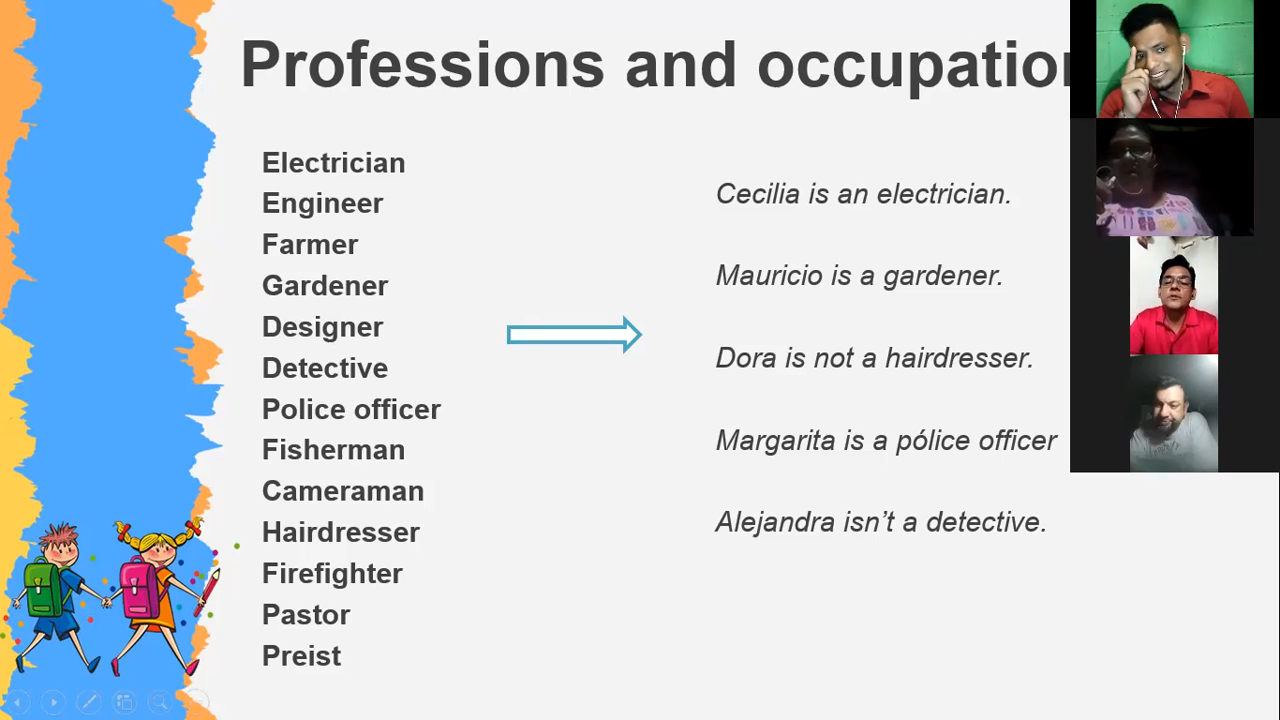 Professions and occupation
Electrician
Engineer
Farmer
Gardener
Designer
Detective
Police officer
Fisherman
Cameraman
Hairdresser
Firefighter
Pastor
Preist
Cecilia is an electrician.
Mauricio is a gardener.
Dora is not a hairdresser.
Margarita is a pólice officer
Alejandra isn’t a detective.